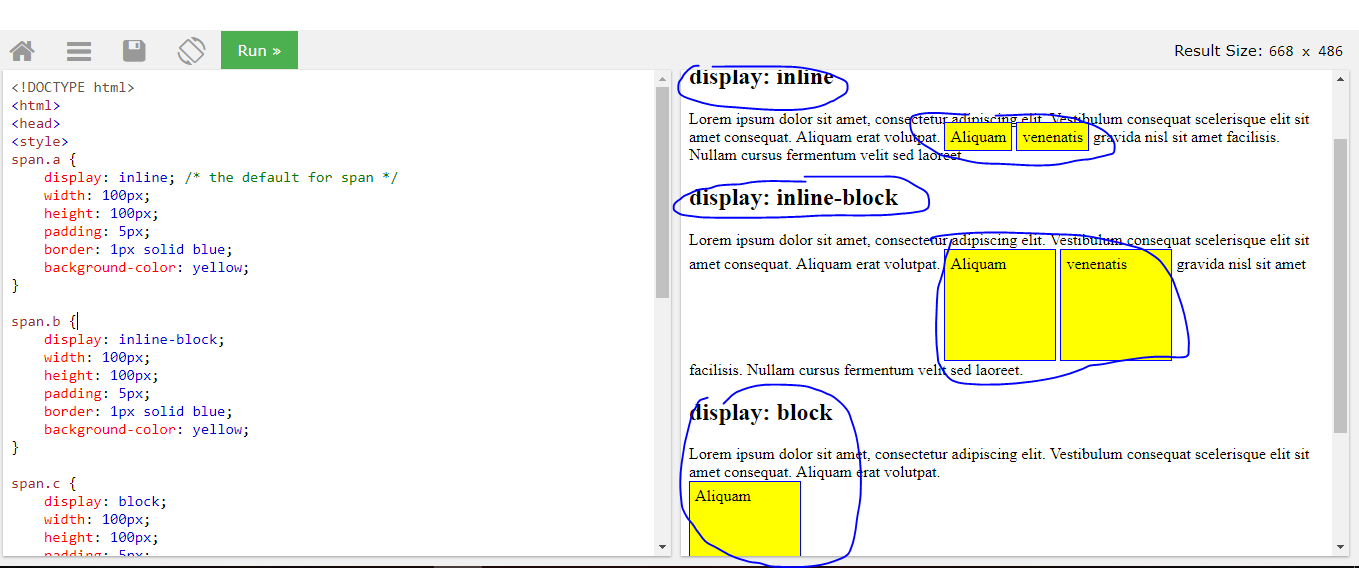 Run »
Result Size: 668 x 486
<!DOCTYPE html>
<html>
<head>
<style>
span.a {
    display: inline; /* the default for span */
    width: 100px;
    height: 100px;
    padding: 5px;
    border: 1px solid blue;
    background-color: yellow;
}
span.b {
    display: inline-block;
    width: 100px;
    height: 100px;
    padding: 5px;
    border: 1px solid blue;
    background-color: yellow;
}
span.c {
    display: block;
    width: 100px;
    height: 100px;
    padding: 5px;
display: inline
Lorem ipsum dolor sit amet, consectetur adipiscing elit. Vestibulum consequat scelerisque elit sit
amet consequat. Aliquam erat volutpat. Aliquam venenatis gravida nisl sit amet facilisis.
Nullam cursus fermentum velit sed laoreet.
display: inline-block
Lorem ipsum dolor sit amet, consectetur adipiscing elit. Vestibulum consequat scelerisque elit sit
amet consequat. Aliquam erat volutpat. Aliquam venenatis gravida nisl sit amet
facilisis. Nullam cursus fermentum velit sed laoreet.
display: block
Lorem ipsum dolor sit amet, consectetur adipiscing elit. Vestibulum consequat scelerisque elit sit
amet consequat. Aliquam erat volutpat.
Aliquam